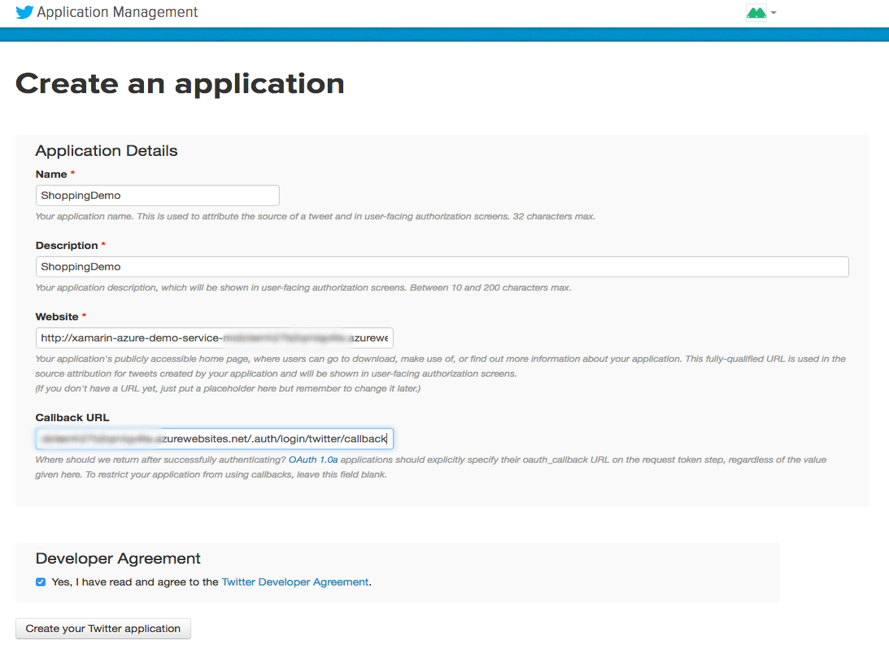 Application Management
Create an application
Application Details
Name *
ShoppingDemo
Your application name. This is used to attribute the source of a tweet and in user-facing authorization screens. 32 characters max.
Description *
ShoppingDemo
Your application description, which will be shown in user-facing authorization screens. Between 10 and 200 characters max.
Website *
http://xamarin-azure-demo-service- azurewe
Your application's publicly accessible home page, where users can go to download, make use of, or find out more information about your application. This fully-qualified URL is used in the
source attribution for tweets created by your application and will be shown in user-facing authorization screens.
(If you don't have a URL yet, just put a placeholder here but remember to change it later.)
Callback URL
zurewebsites.net/.auth/login/twitter/callback
Where should we return after successfully authenticating? OAuth 1.0a applications should explicitly specify their oauth_callback URL on the request token step, regardless of the value
given here. To restrict your application from using callbacks, leave this field blank.
Developer Agreement
Yes, I have read and agree to the Twitter Developer Agreement.
Create your Twitter application